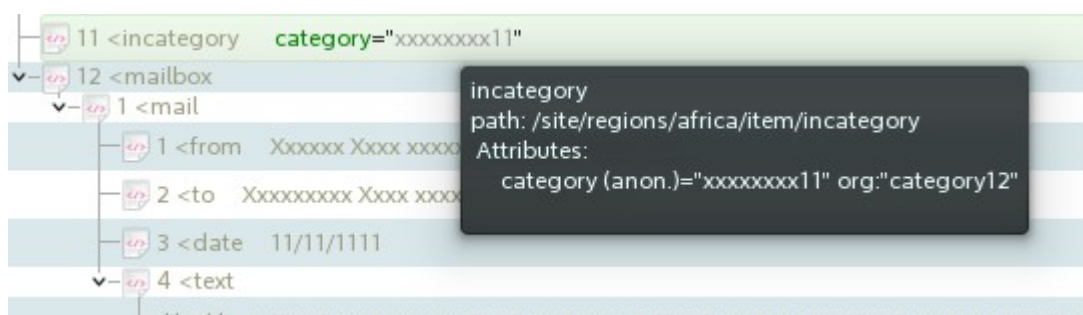 11 <incategory category="xxxxxxxx11"
12 <mailbox
1 <mail
incategory
path: /site/regions/africa/item/incategory
Attributes:
category (anon.)="xxxxxxxx11" org:"category12"
1 <from Xxxxxx Xxxx xxxxx
2 <to Xxxxxxxxx Xxxx xxxx
3 <date 11/11/1111
4 <text